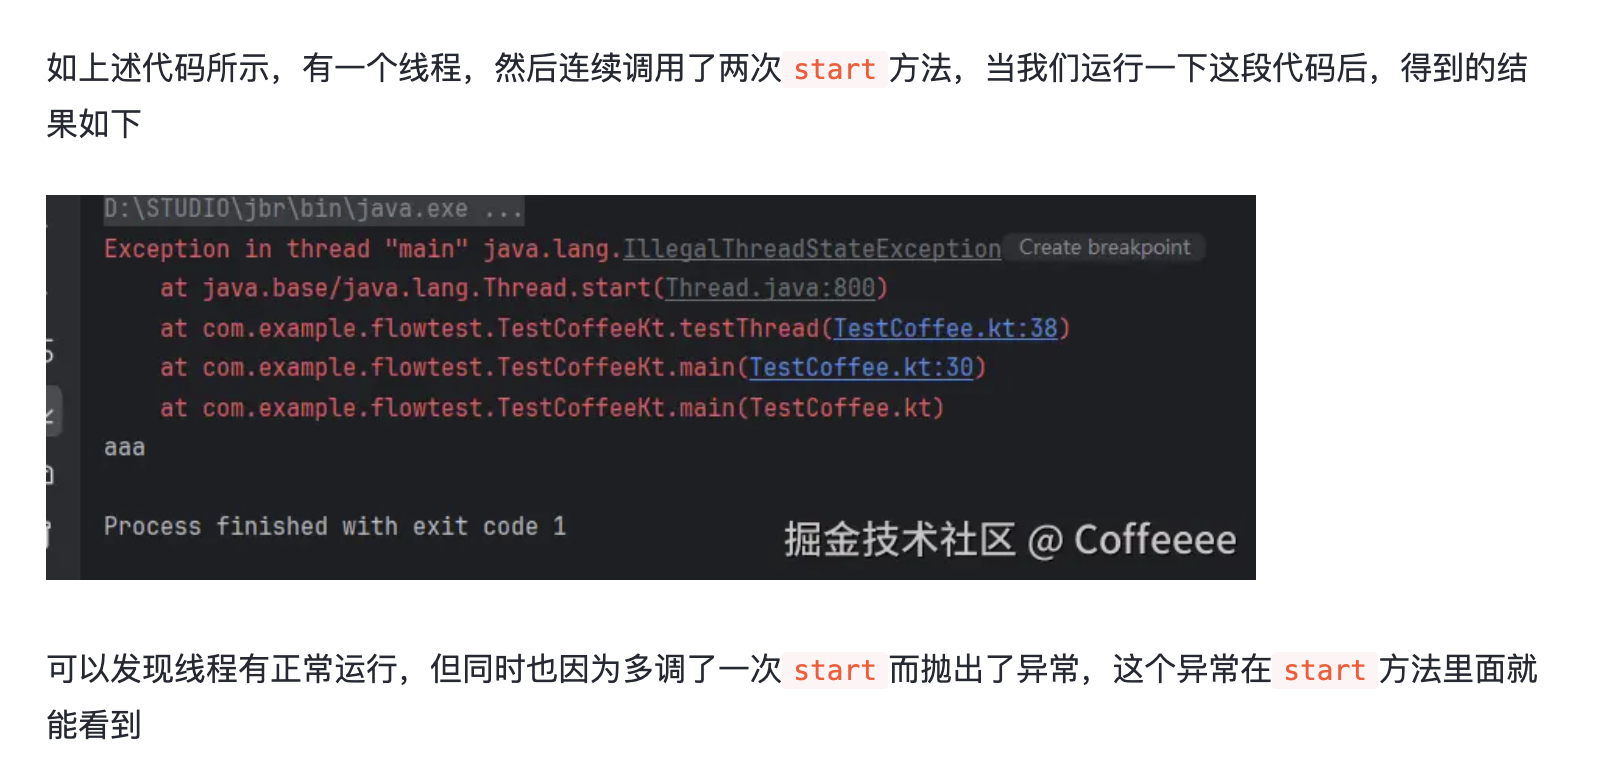 如上述代码所示，有一个线程，然后连续调用了两次 start 方法，当我们运行一下这段代码后，得到的结
果如下
D:\STUDIO\jbr\bin\java.exe ...
Exception in thread "main" java.lang.IllegalThreadStateException Create breakpoint
at java.base/java.lang.Thread.start(Thread.java:800)
at com.example.flowtest.TestCoffeeKt.testThread(TestCoffee.kt:38)
at com.example.flowtest.TestCoffeeKt.main(TestCoffee.kt:30)
at com.example.flowtest.TestCoffeeKt.main(TestCoffee.kt)
aaa
Process finished with exit code 1
掘金技术社区 @ Coffeeee
可以发现线程有正常运行，但同时也因为多调了一次 start 而抛出了异常，这个异常在 start 方法里面就
能看到